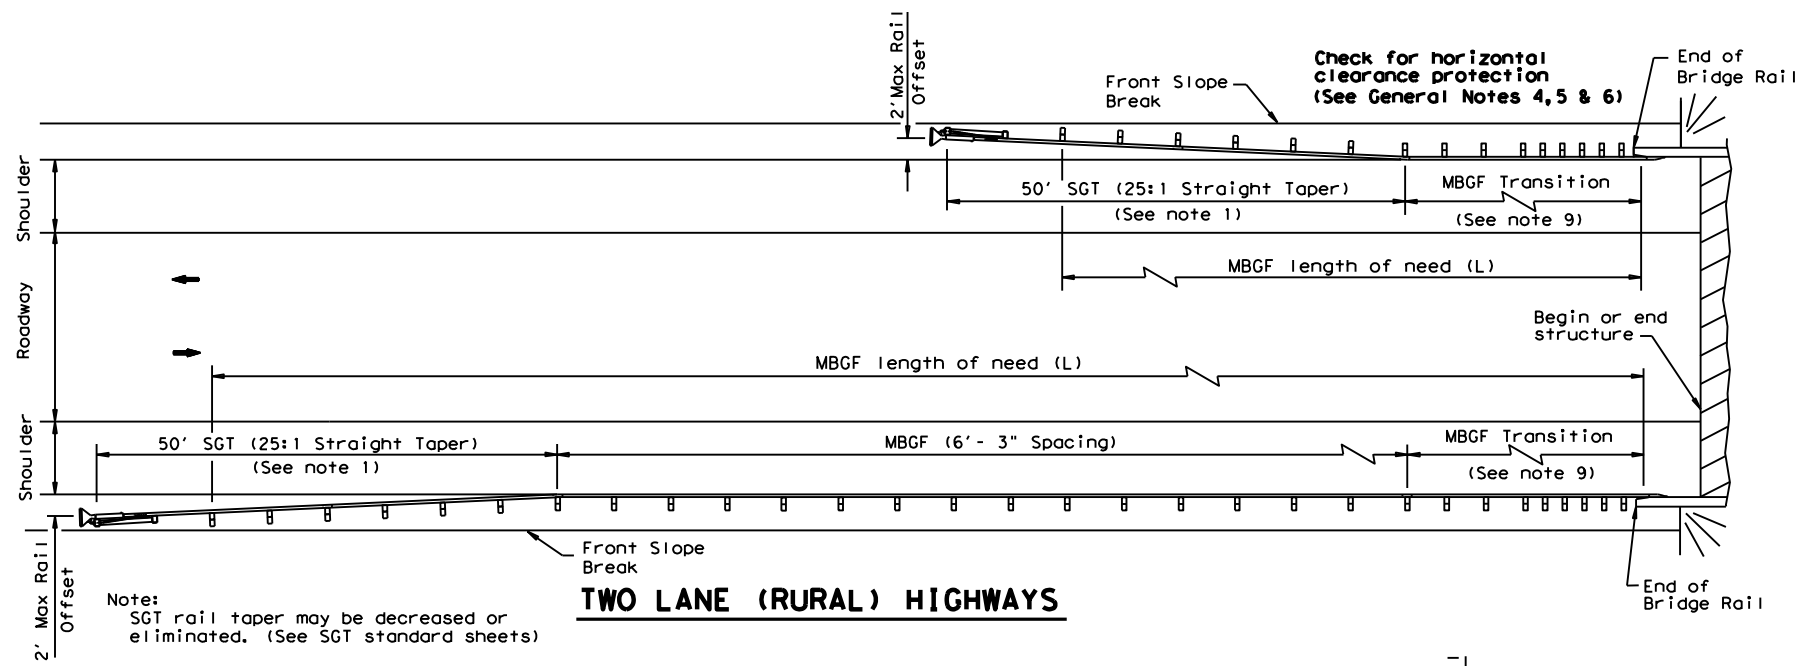 2' Max Rail
Offset
Front Slope
Break
Check for horizontal
clearance protection
(See General Notes 4,5 & 6)
End of
Bridge Rail
Shoulder
50' SGT (25:1 Straight Taper)
(See note 1)
MBGF Transition
(See note 9)
MBGF length of need (L)
Roadway
Begin or end
structure
MBGF length of need (L)
Shoulder
50' SGT (25:1 Straight Taper)
(See note 1)
MBGF (6'- 3" Spacing)
MBGF Transition
(See note 9)
2' Max Rail
Offset
Front Slope
Break
Note:
SGT rail taper may be decreased or
eliminated. (See SGT standard sheets)
TWO LANE (RURAL) HIGHWAYS
End of
Bridge Rail